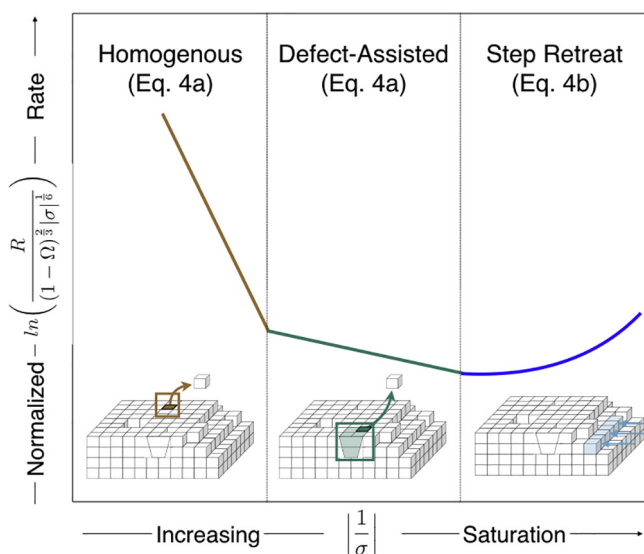 Homogenous
(Eq. 4a)
Defect-Assisted
(Eq. 4a)
Step Retreat
(Eq. 4b)
Normalized ln(R / (1 − Ω)^{2/3} |σ|^{1/6}) Rate
Increasing |1/σ| Saturation